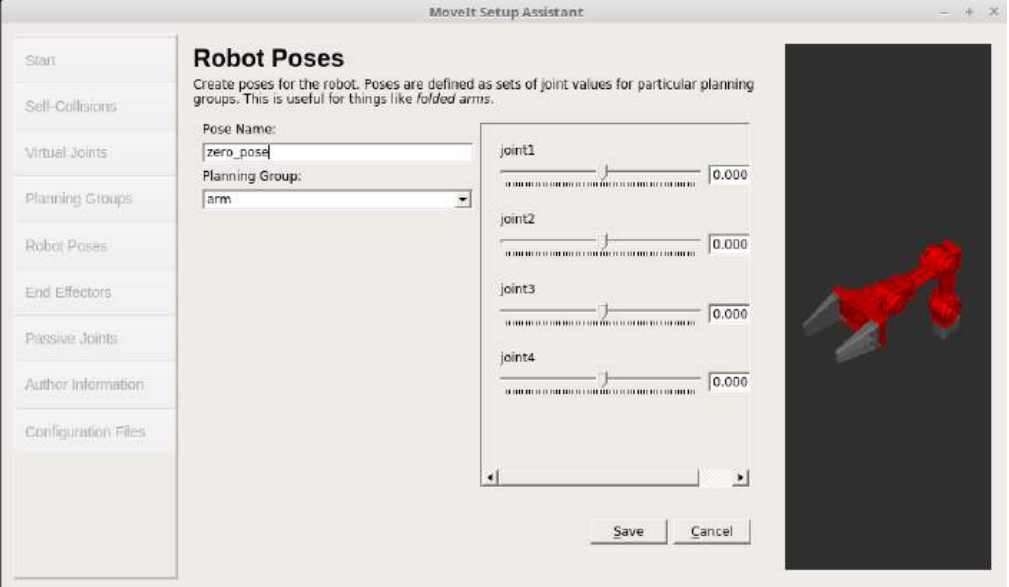 MoveIt Setup Assistant
Start
Self-Collisions
Virtual Joints
Planning Groups
Robot Poses
End Effectors
Passive Joints
Author Information
Configuration Files
Robot Poses
Create poses for the robot. Poses are defined as sets of joint values for particular planning
groups. This is useful for things like folded arms.
Pose Name:
zero_pose
Planning Group:
arm
joint1
0.000
joint2
0.000
joint3
0.000
joint4
0.000
Save
Cancel